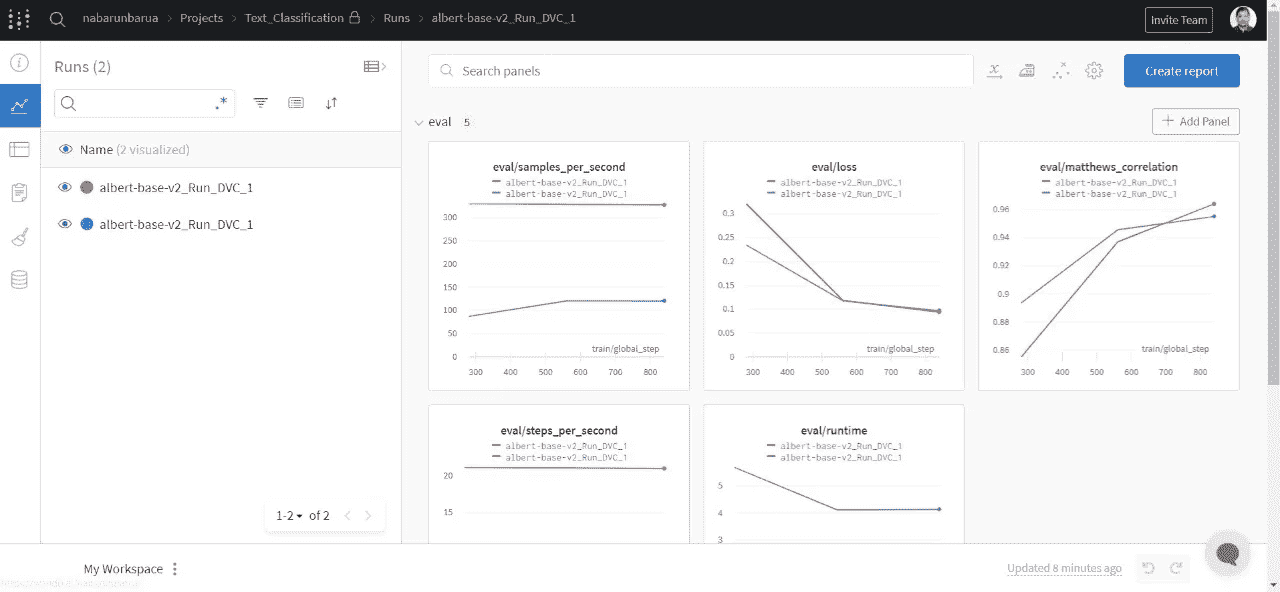 nabarunbarua > Projects > Text_Classification > Runs > albert-base-v2_Run_DVC_1
Invite Team
Runs (2)
.*
Name (2 visualized)
albert-base-v2_Run_DVC_1
albert-base-v2_Run_DVC_1
1-2 of 2
Search panels
Create report
eval 5
Add Panel
eval/samples_per_second
albert-base-v2_Run_DVC_1
albert-base-v2_Run_DVC_1
300
250
200
150
100
50
0
train/global_step
300 400 500 600 700 800
eval/loss
albert-base-v2_Run_DVC_1
albert-base-v2_Run_DVC_1
0.3
0.25
0.2
0.15
0.1
0.05
0
train/global_step
300 400 500 600 700 800
eval/matthews_correlation
albert-base-v2_Run_DVC_1
albert-base-v2_Run_DVC_1
0.96
0.94
0.92
0.9
0.88
0.86
train/global_step
300 400 500 600 700 800
eval/steps_per_second
albert-base-v2_Run_DVC_1
albert-base-v2_Run_DVC_1
20
15
eval/runtime
albert-base-v2_Run_DVC_1
albert-base-v2_Run_DVC_1
5
4
3
My Workspace
Updated 8 minutes ago